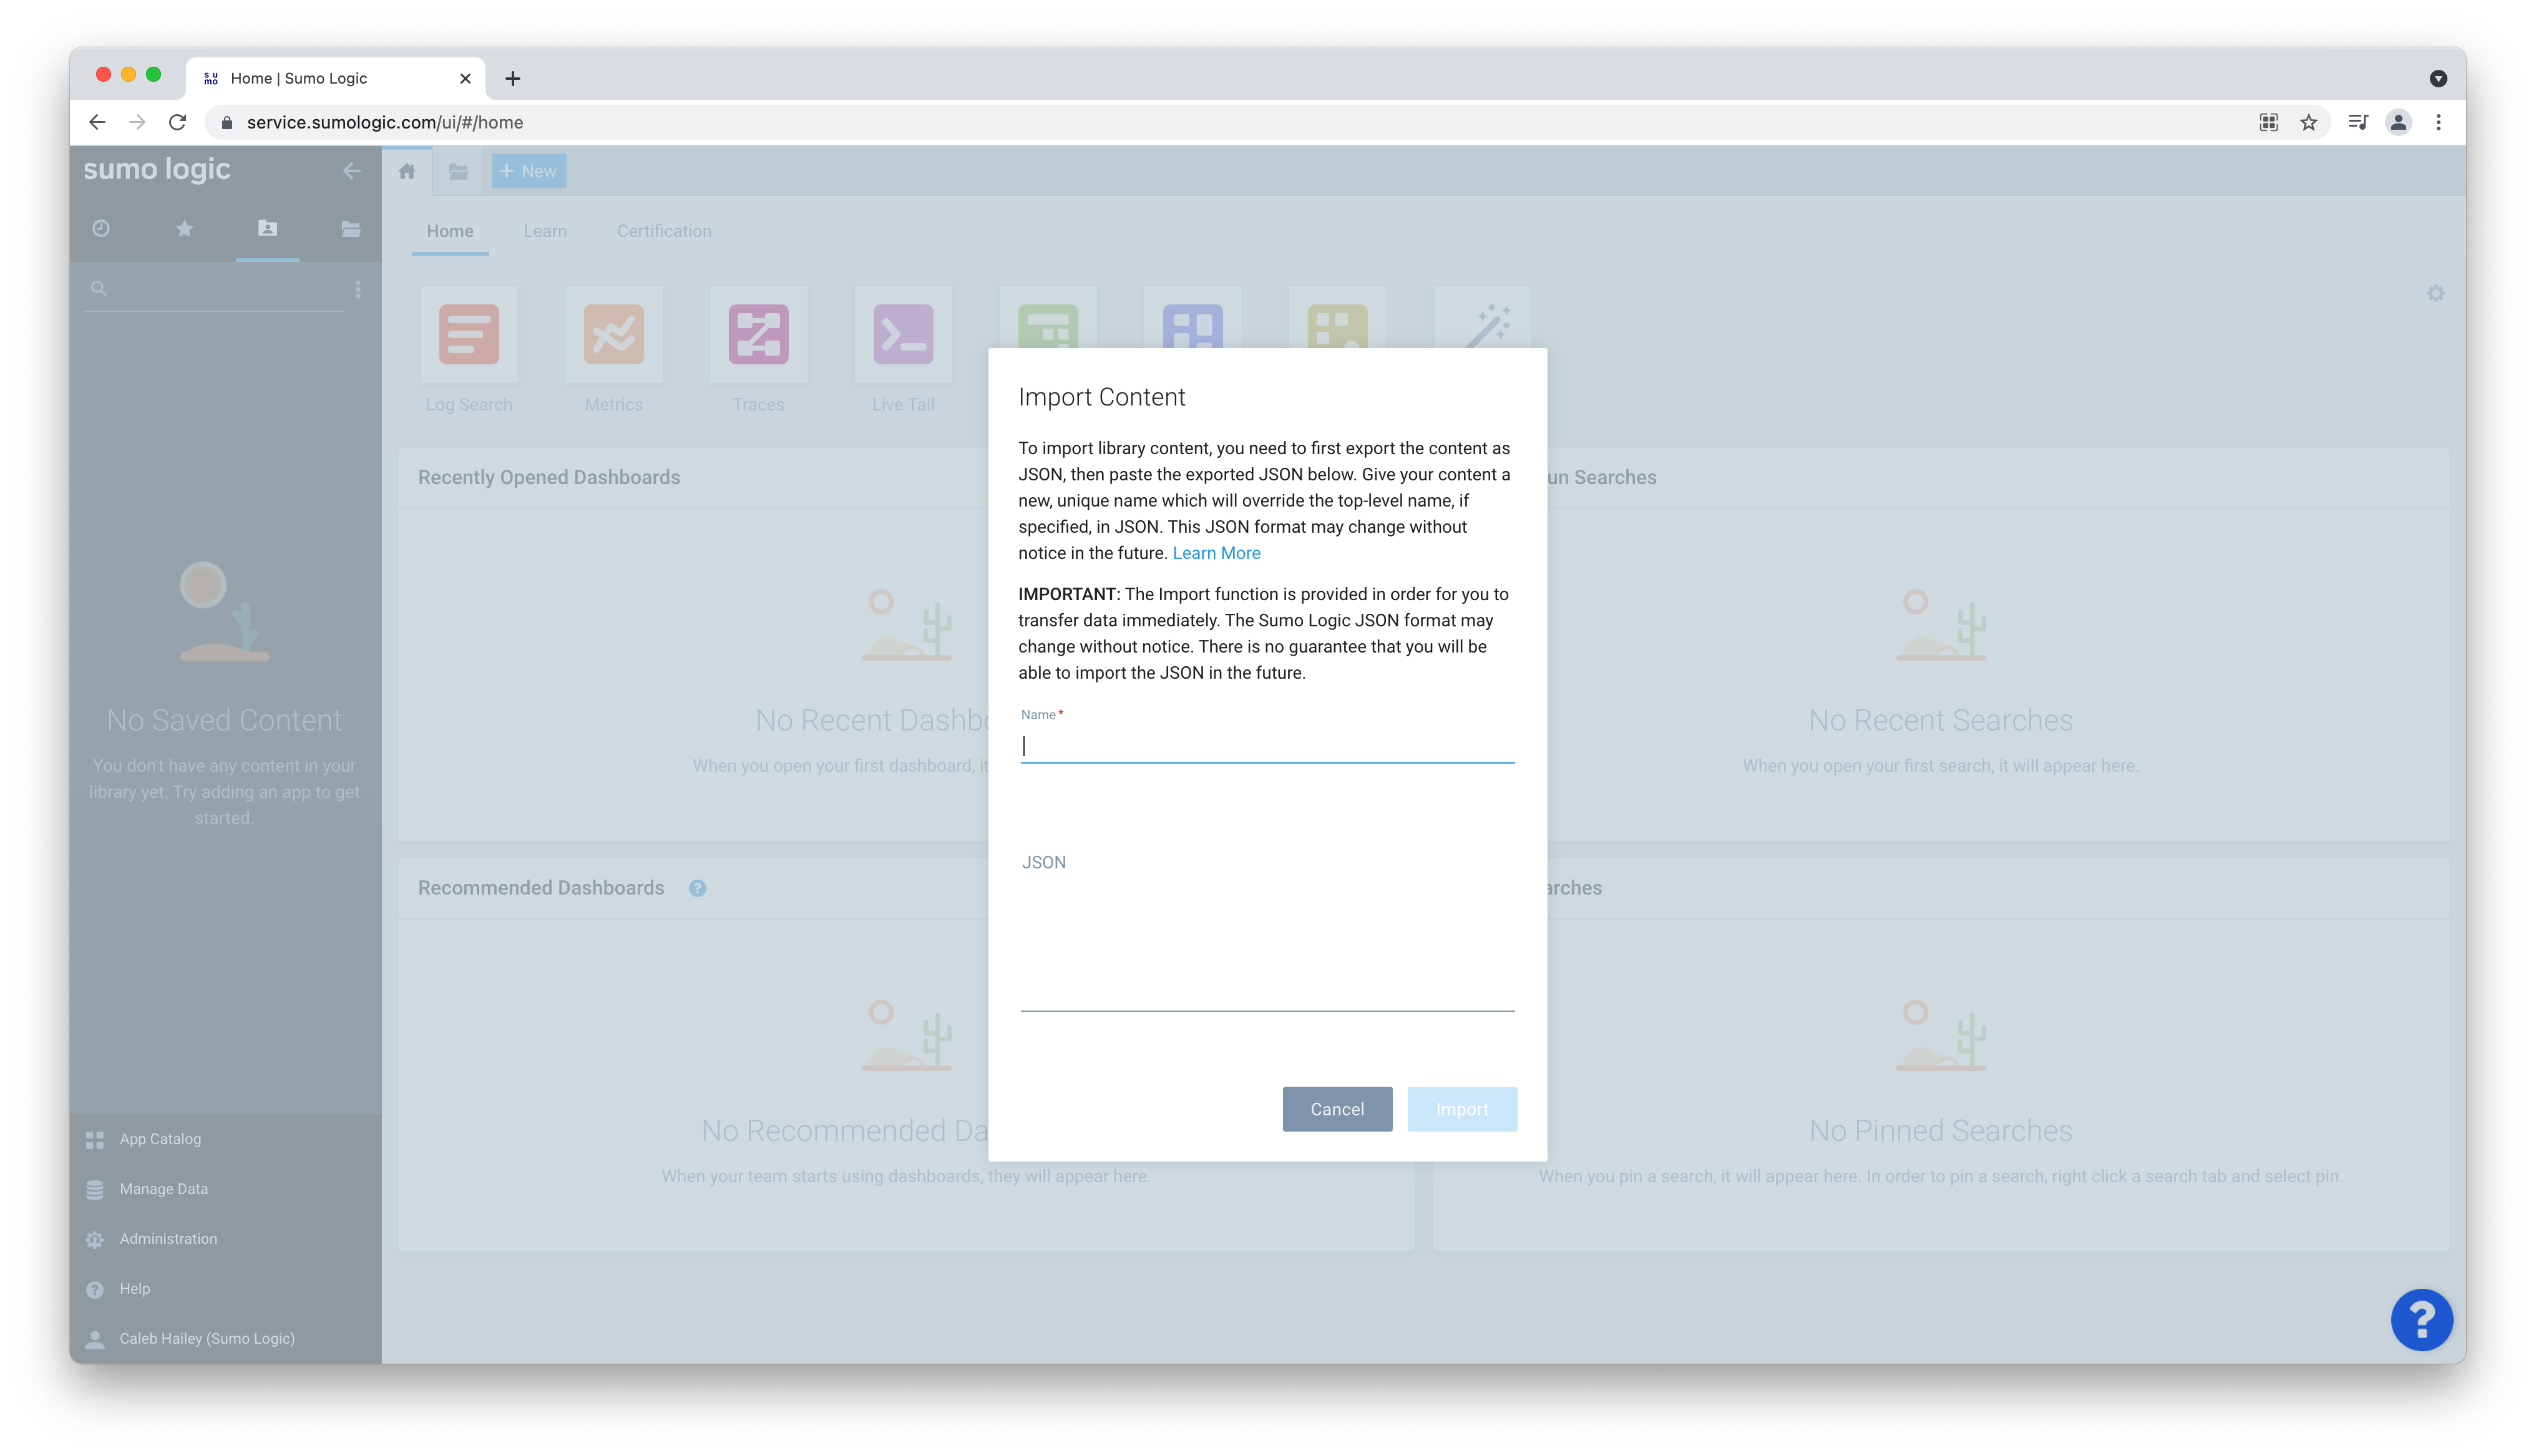 su
mo
Home | Sumo Logic
service.sumologic.com/ui/#/home
sumo logic
+ New
Home
Learn
Certification
Log Search
Metrics
Traces
Live Tail
Recently Opened Dashboards
un Searches
No Saved Content
You don't have any content in your
library yet. Try adding an app to get
started.
No Recent Dashbo
When you open your first dashboard, it
No Recent Searches
When you open your first search, it will appear here.
Recommended Dashboards
?
arches
No Recommended Da
When your team starts using dashboards, they will appear here.
No Pinned Searches
When you pin a search, it will appear here. In order to pin a search, right click a search tab and select pin.
Import Content
To import library content, you need to first export the content as
JSON, then paste the exported JSON below. Give your content a
new, unique name which will override the top-level name, if
specified, in JSON. This JSON format may change without
notice in the future. Learn More
IMPORTANT: The Import function is provided in order for you to
transfer data immediately. The Sumo Logic JSON format may
change without notice. There is no guarantee that you will be
able to import the JSON in the future.
Name *
JSON
Cancel
Import
App Catalog
Manage Data
Administration
? Help
Caleb Hailey (Sumo Logic)
?